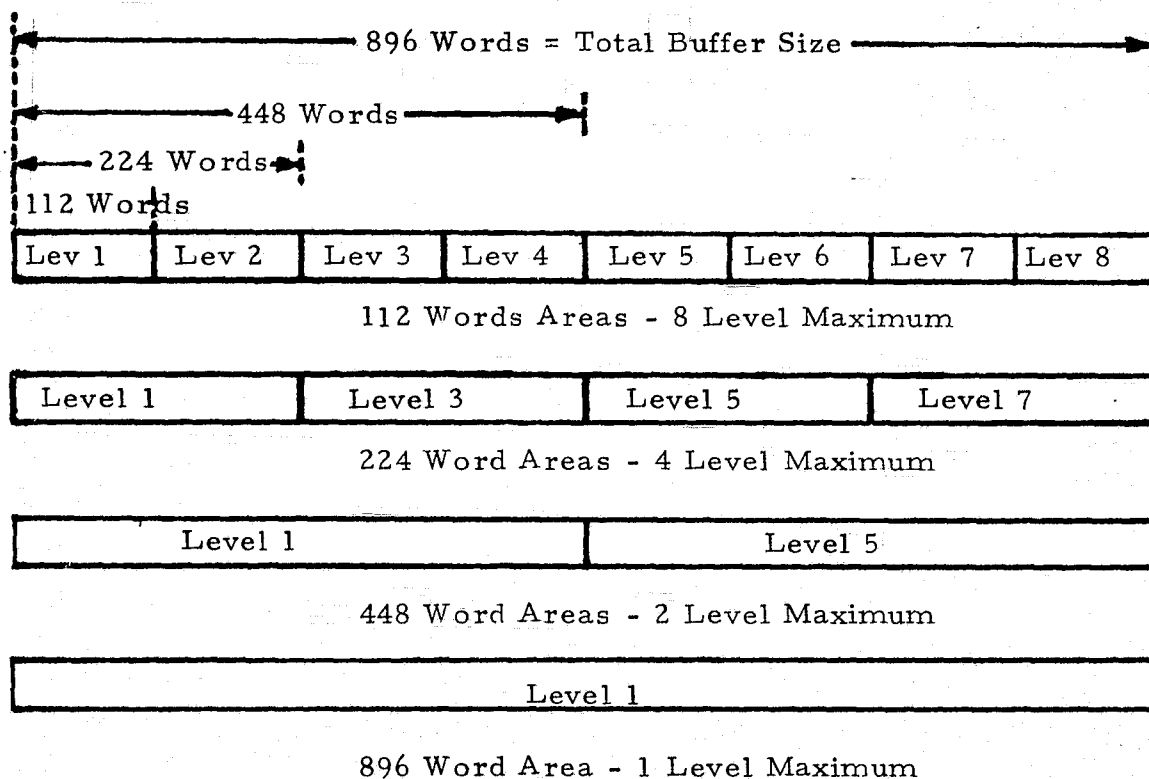 896 Words = Total Buffer Size
448 Words
224 Words
112 Words
Lev 1 Lev 2 Lev 3 Lev 4 Lev 5 Lev 6 Lev 7 Lev 8
112 Words Areas - 8 Level Maximum
Level 1 Level 3 Level 5 Level 7
224 Word Areas - 4 Level Maximum
Level 1 Level 5
448 Word Areas - 2 Level Maximum
Level 1
896 Word Area - 1 Level Maximum